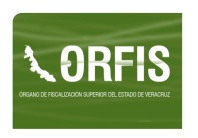 ORFIS
ÓRGANO DE FISCALIZACIÓN SUPERIOR DEL ESTADO DE VERACRUZ